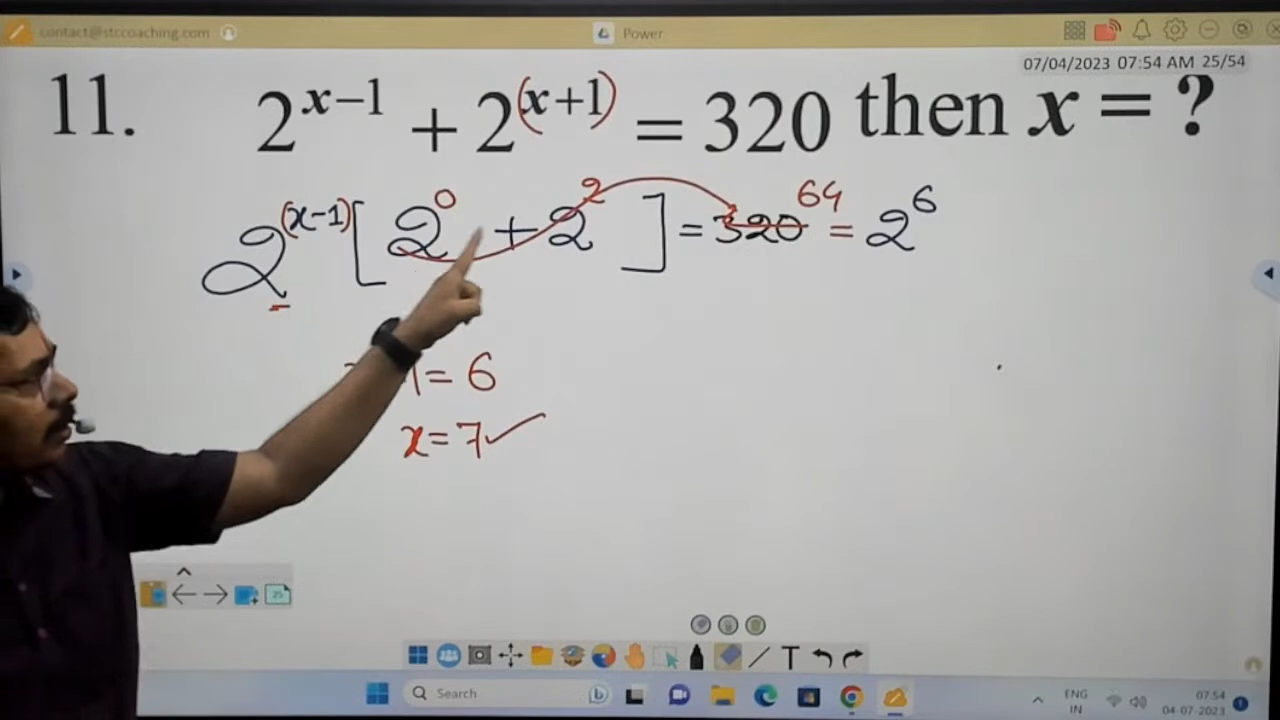 contact@stccoaching.com
Power
07/04/2023 07:54 AM 25/54
11. 2^{x-1} + 2^{(x+1)} = 320 then x = ?
2^{(x-1)} [2^0 + 2^2] = 320 64 = 2^6
1 = 6
x = 7 ✓
25
T
Search
ENG
IN
07:54
04-07-2023